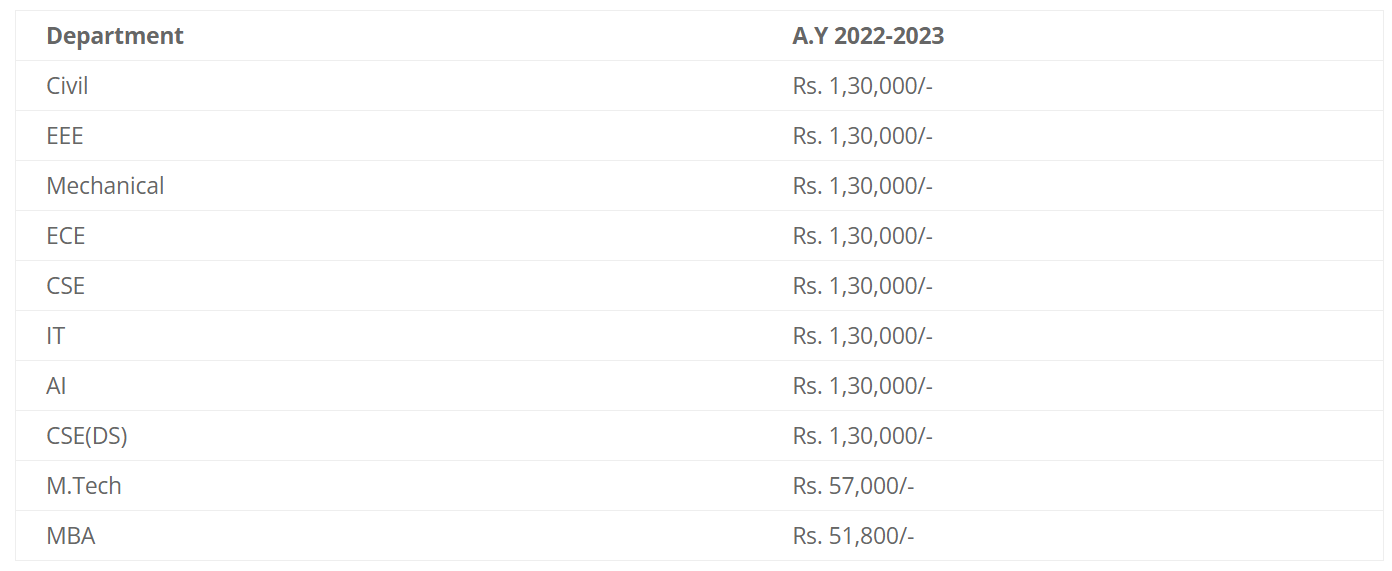 Department A.Y 2022-2023
Civil Rs. 1,30,000/-
EEE Rs. 1,30,000/-
Mechanical Rs. 1,30,000/-
ECE Rs. 1,30,000/-
CSE Rs. 1,30,000/-
IT Rs. 1,30,000/-
AI Rs. 1,30,000/-
CSE(DS) Rs. 1,30,000/-
M.Tech Rs. 57,000/-
MBA Rs. 51,800/-